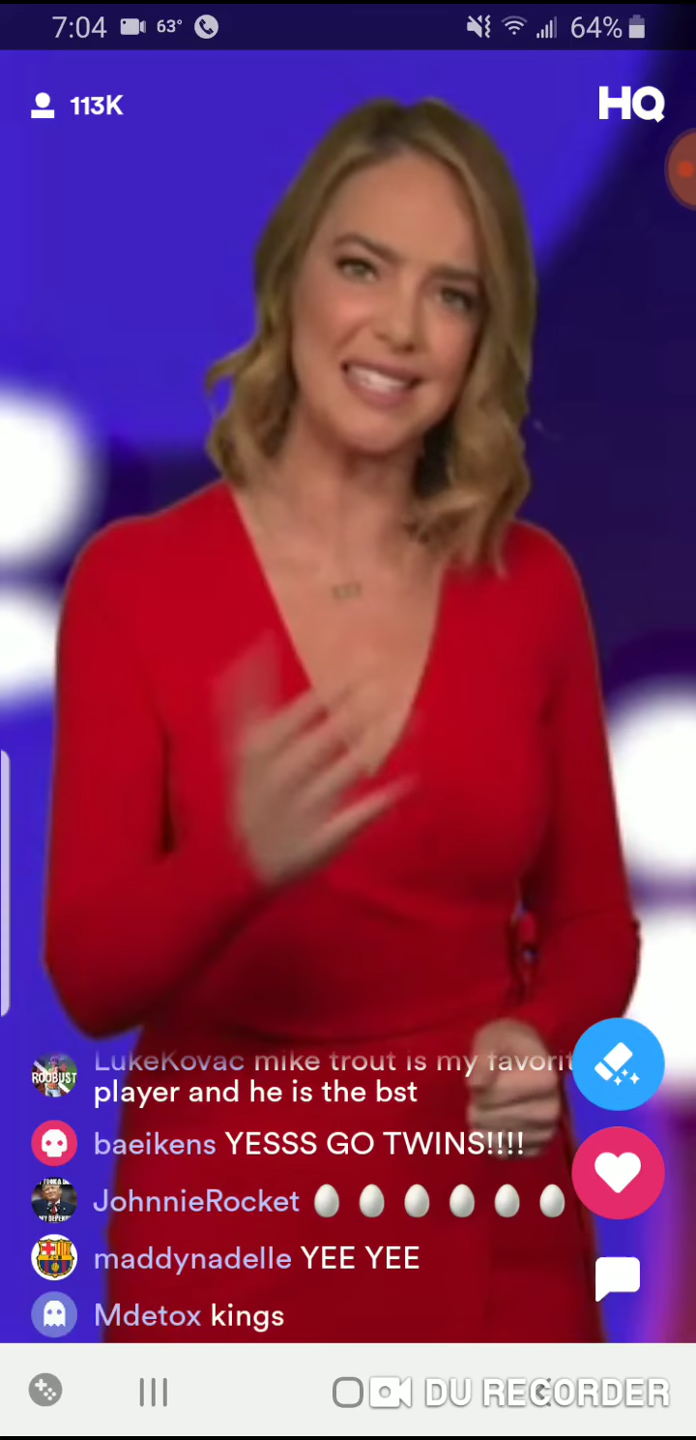 7:04 63° 64%
113K
HQ
LukeKovac mike trout is my favorit
player and he is the bst
ROOBUST
baeikens YESSS GO TWINS!!!!
JohnnieRocket
maddynadelle YEE YEE
Mdetox kings
DU RECORDER